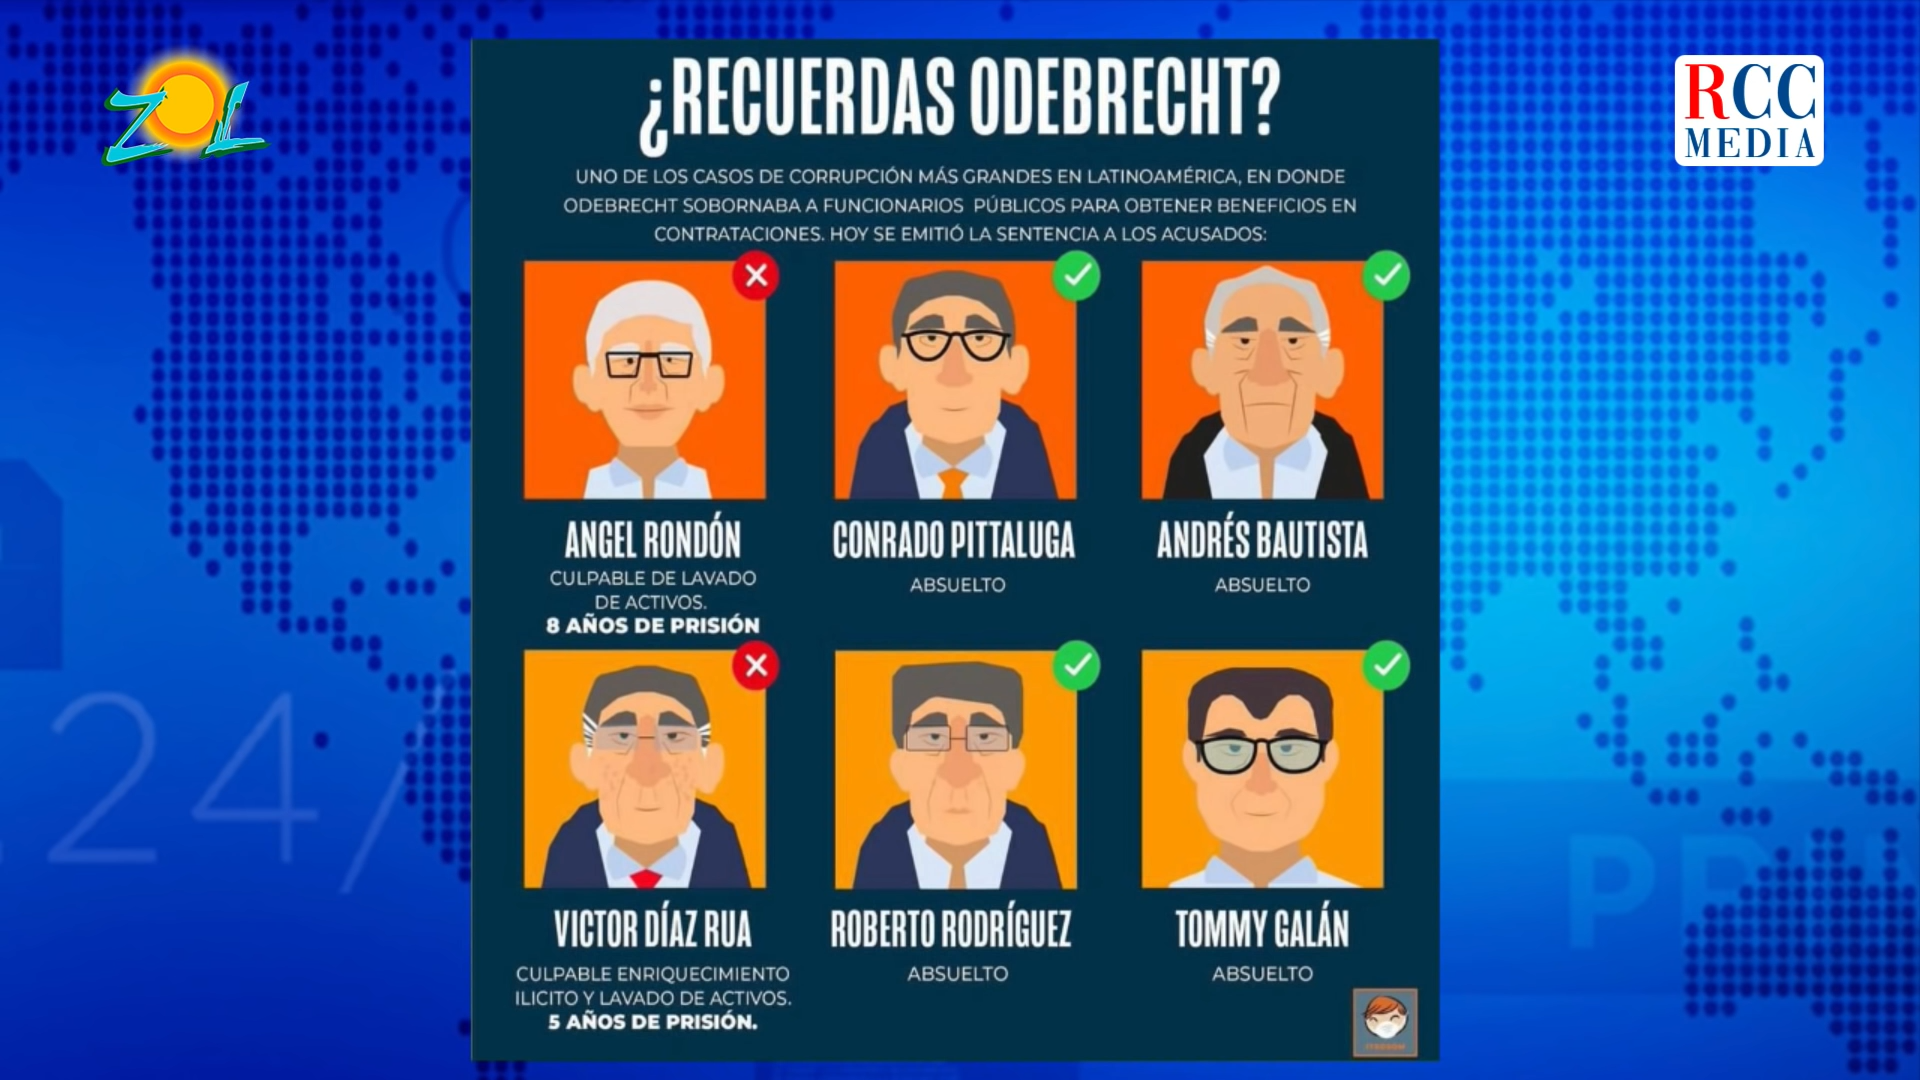 ZOL
RCC
MEDIA
¿RECUERDAS ODEBRECHT?
UNO DE LOS CASOS DE CORRUPCIÓN MÁS GRANDES EN LATINOAMÉRICA, EN DONDE
ODEBRECHT SOBORNABA A FUNCIONARIOS PÚBLICOS PARA OBTENER BENEFICIOS EN
CONTRATACIONES. HOY SE EMITIÓ LA SENTENCIA A LOS ACUSADOS:
ANGEL RONDÓN
CULPABLE DE LAVADO
DE ACTIVOS.
8 AÑOS DE PRISIÓN
CONRADO PITTALUGA
ABSUELTO
ANDRÉS BAUTISTA
ABSUELTO
VICTOR DÍAZ RUA
CULPABLE ENRIQUECIMIENTO
ILICITO Y LAVADO DE ACTIVOS.
5 AÑOS DE PRISIÓN.
ROBERTO RODRÍGUEZ
ABSUELTO
TOMMY GALÁN
ABSUELTO
24/